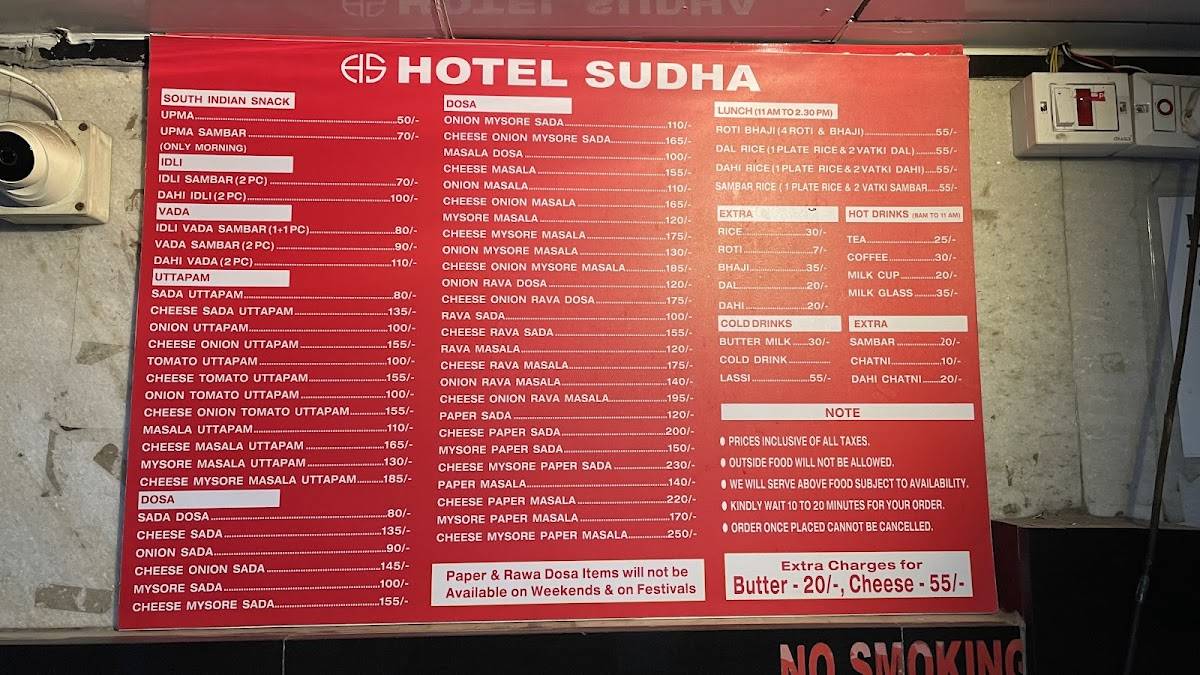 HS HOTEL SUDHA
SOUTH INDIAN SNACK
UPMA 50/-
UPMA SAMBAR 70/-
(ONLY MORNING)
IDLI
IDLI SAMBAR (2 PC) 70/-
DAHI IDLI (2 PC) 100/-
VADA
IDLI VADA SAMBAR (1+1 PC) 80/-
VADA SAMBAR (2 PC) 90/-
DAHI VADA (2 PC) 110/-
UTTAPAM
SADA UTTAPAM 80/-
CHEESE SADA UTTAPAM 135/-
ONION UTTAPAM 100/-
CHEESE ONION UTTAPAM 155/-
TOMATO UTTAPAM 100/-
CHEESE TOMATO UTTAPAM 155/-
ONION TOMATO UTTAPAM 100/-
CHEESE ONION TOMATO UTTAPAM 155/-
MASALA UTTAPAM 110/-
CHEESE MASALA UTTAPAM 165/-
MYSORE MASALA UTTAPAM 130/-
CHEESE MYSORE MASALA UTTAPAM 185/-
DOSA
SADA DOSA 80/-
CHEESE SADA 135/-
ONION SADA 90/-
CHEESE ONION SADA 145/-
MYSORE SADA 100/-
CHEESE MYSORE SADA 155/-
DOSA
ONION MYSORE SADA 110/-
CHEESE ONION MYSORE SADA 165/-
MASALA DOSA 100/-
CHEESE MASALA 155/-
ONION MASALA 110/-
CHEESE ONION MASALA 165/-
MYSORE MASALA 120/-
CHEESE MYSORE MASALA 175/-
ONION MYSORE MASALA 130/-
CHEESE ONION MYSORE MASALA 185/-
ONION RAVA DOSA 120/-
CHEESE ONION RAVA DOSA 175/-
RAVA SADA 100/-
CHEESE RAVA SADA 155/-
RAVA MASALA 120/-
CHEESE RAVA MASALA 175/-
ONION RAVA MASALA 140/-
CHEESE ONION RAVA MASALA 195/-
PAPER SADA 120/-
CHEESE PAPER SADA 200/-
MYSORE PAPER SADA 150/-
CHEESE MYSORE PAPER SADA 230/-
PAPER MASALA 140/-
CHEESE PAPER MASALA 220/-
MYSORE PAPER MASALA 170/-
CHEESE MYSORE PAPER MASALA 250/-
Paper & Rawa Dosa Items will not be
Available on Weekends & on Festivals
LUNCH (11 AM TO 2.30 PM)
ROTI BHAJI (4 ROTI & BHAJI) 55/-
DAL RICE (1 PLATE RICE & 2 VATKI DAL) 55/-
DAHI RICE (1 PLATE RICE & 2 VATKI DAHI) 55/-
SAMBAR RICE ( 1 PLATE RICE & 2 VATKI SAMBAR 55/-
EXTRA
RICE 30/-
ROTI 7/-
BHAJI 35/-
DAL 20/-
DAHI 20/-
HOT DRINKS (8AM TO 11 AM)
TEA 25/-
COFFEE 30/-
MILK CUP 20/-
MILK GLASS 35/-
COLD DRINKS
BUTTER MILK 30/-
COLD DRINK
LASSI 55/-
EXTRA
SAMBAR 20/-
CHATNI 10/-
DAHI CHATNI 20/-
NOTE
• PRICES INCLUSIVE OF ALL TAXES.
• OUTSIDE FOOD WILL NOT BE ALLOWED.
• WE WILL SERVE ABOVE FOOD SUBJECT TO AVAILABILITY.
• KINDLY WAIT 10 TO 20 MINUTES FOR YOUR ORDER.
• ORDER ONCE PLACED CANNOT BE CANCELLED.
Extra Charges for
Butter - 20/-, Cheese - 55/-
NO SMOKING